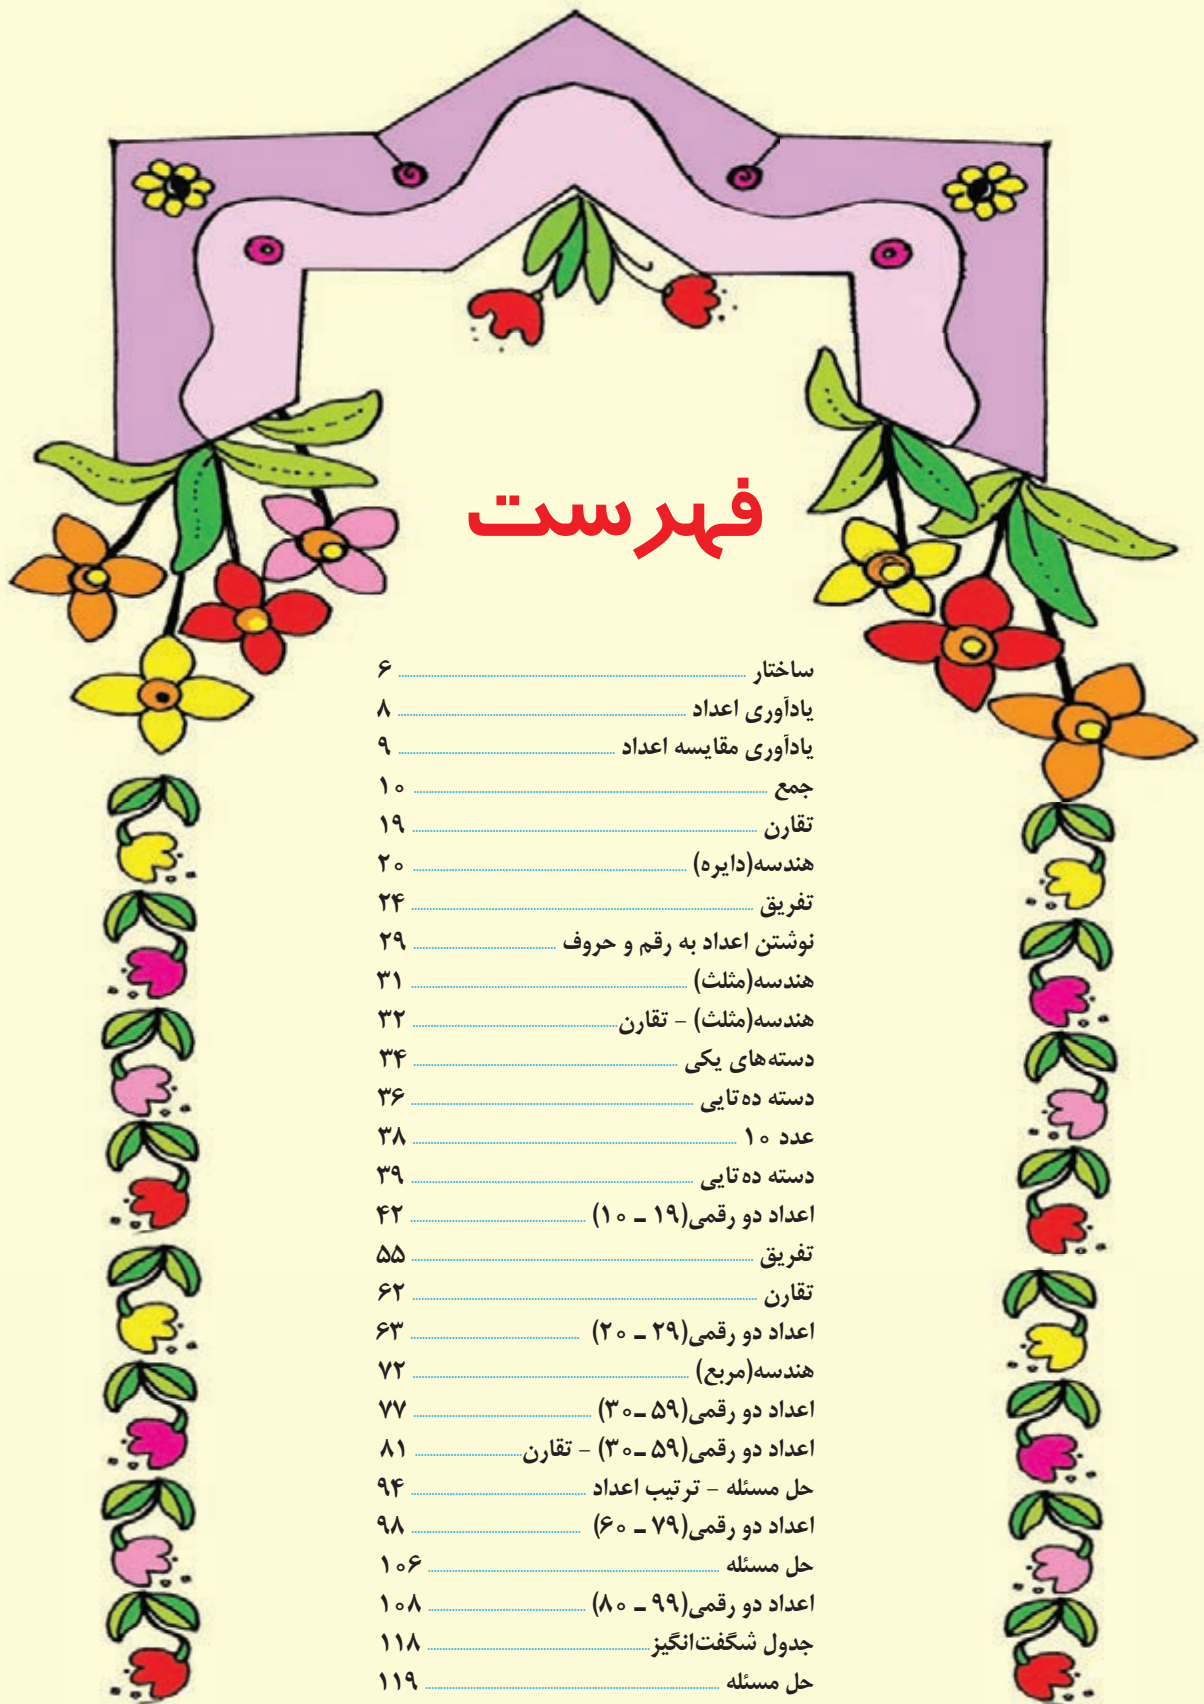 فهرست
ساختار ۶
یادآوری اعداد ۸
یادآوری مقایسه اعداد ۹
جمع ۱۰
تقارن ۱۹
هندسه(دایره) ۲۰
تفریق ۲۴
نوشتن اعداد به رقم و حروف ۲۹
هندسه(مثلث) ۳۱
هندسه(مثلث) - تقارن ۳۲
دسته‌های یکی ۳۴
دسته ده‌تایی ۳۶
عدد ۱۰ ۳۸
دسته ده‌تایی ۳۹
اعداد دو رقمی(۱۹ ـ ۱۰) ۴۲
تفریق ۵۵
تقارن ۶۲
اعداد دو رقمی(۲۹ ـ ۲۰) ۶۳
هندسه(مربع) ۷۲
اعداد دو رقمی(۵۹ ـ۳۰) ۷۷
اعداد دو رقمی(۵۹ ـ۳۰) - تقارن ۸۱
حل مسئله - ترتیب اعداد ۹۴
اعداد دو رقمی(۷۹ ـ ۶۰) ۹۸
حل مسئله ۱۰۶
اعداد دو رقمی(۹۹ ـ ۸۰) ۱۰۸
جدول شگفت‌انگیز ۱۱۸
حل مسئله ۱۱۹